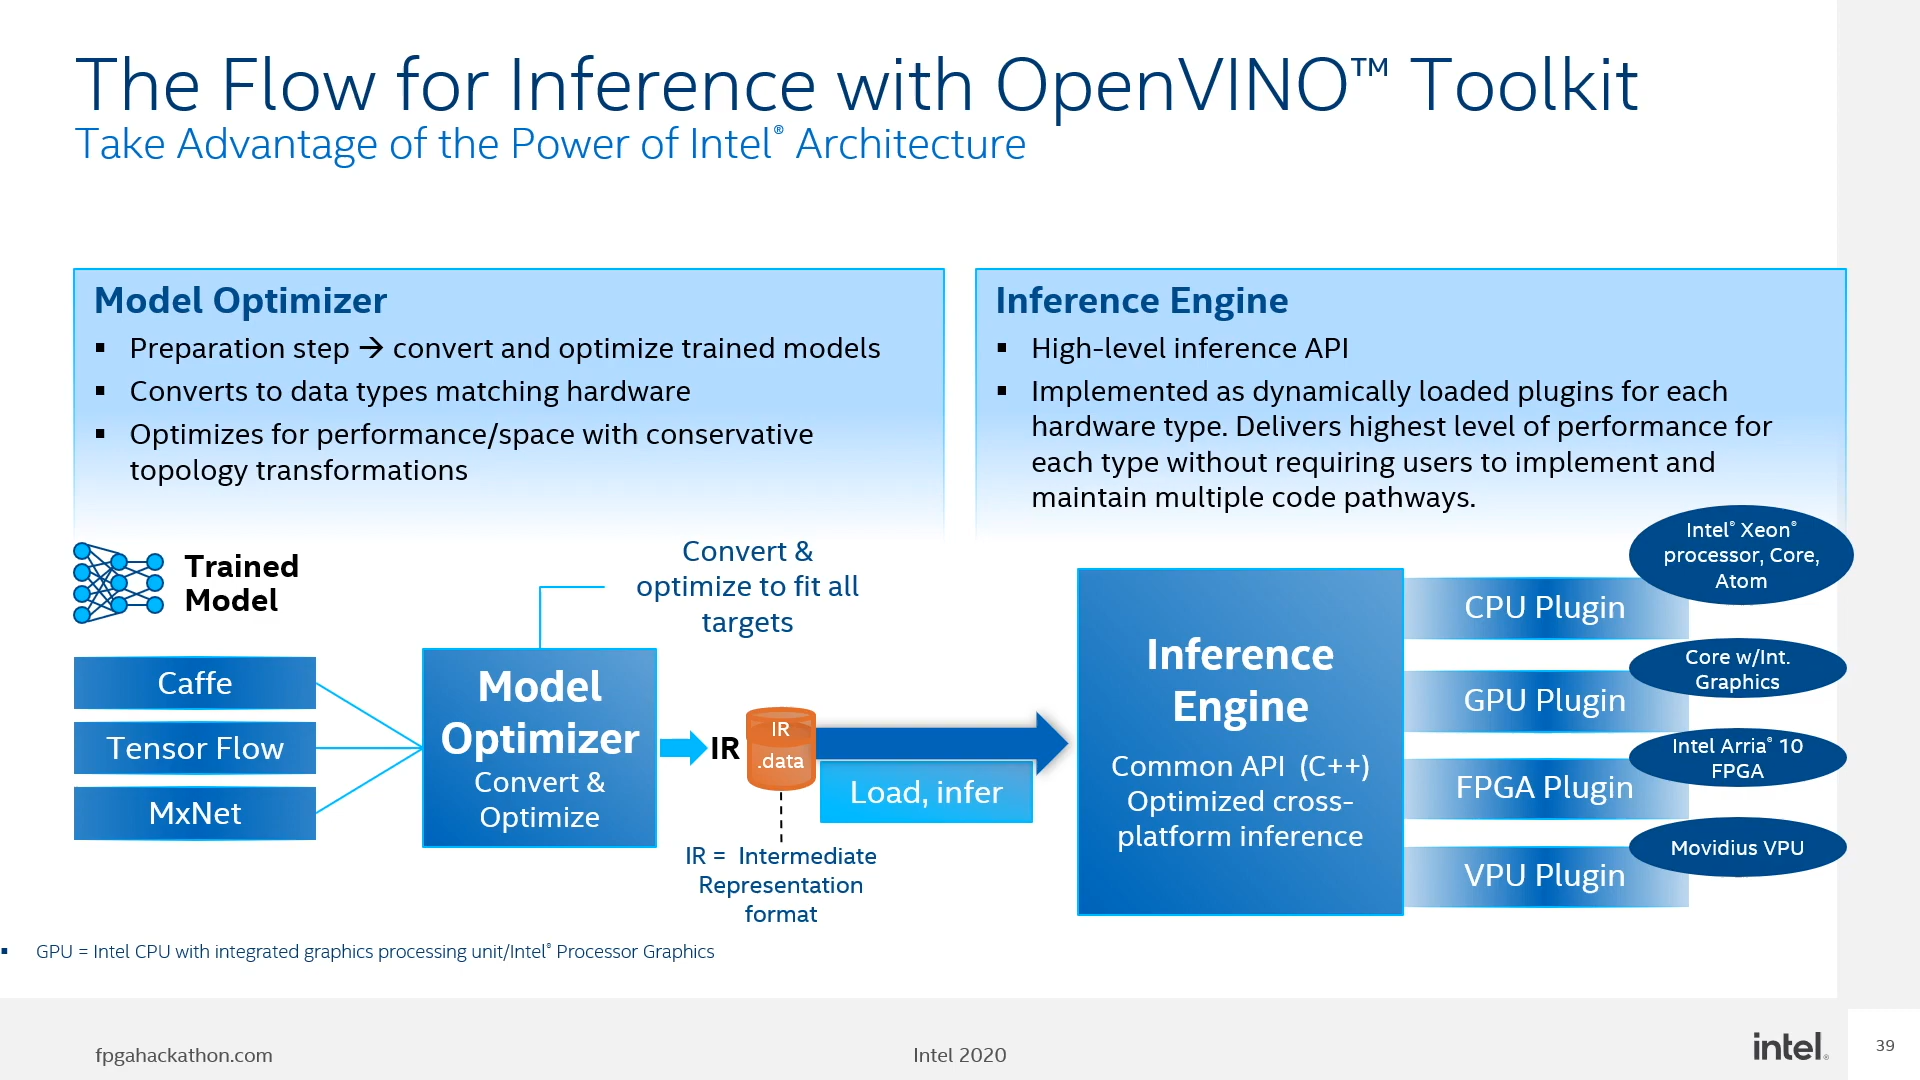 The Flow for Inference with OpenVINO™ Toolkit
Take Advantage of the Power of Intel® Architecture
Model Optimizer
▪ Preparation step → convert and optimize trained models
▪ Converts to data types matching hardware
▪ Optimizes for performance/space with conservative
topology transformations
Inference Engine
▪ High-level inference API
▪ Implemented as dynamically loaded plugins for each
hardware type. Delivers highest level of performance for
each type without requiring users to implement and
maintain multiple code pathways.
Trained
Model
Caffe
Tensor Flow
MxNet
Convert &
optimize to fit all
targets
Model
Optimizer
Convert &
Optimize
IR
IR
.data
Load, infer
IR = Intermediate
Representation
format
Inference
Engine
Common API (C++)
Optimized cross-
platform inference
CPU Plugin
Intel® Xeon®
processor, Core,
Atom
GPU Plugin
Core w/Int.
Graphics
FPGA Plugin
Intel Arria® 10
FPGA
VPU Plugin
Movidius VPU
▪ GPU = Intel CPU with integrated graphics processing unit/Intel® Processor Graphics
fpgahackathon.com
Intel 2020
intel®
39